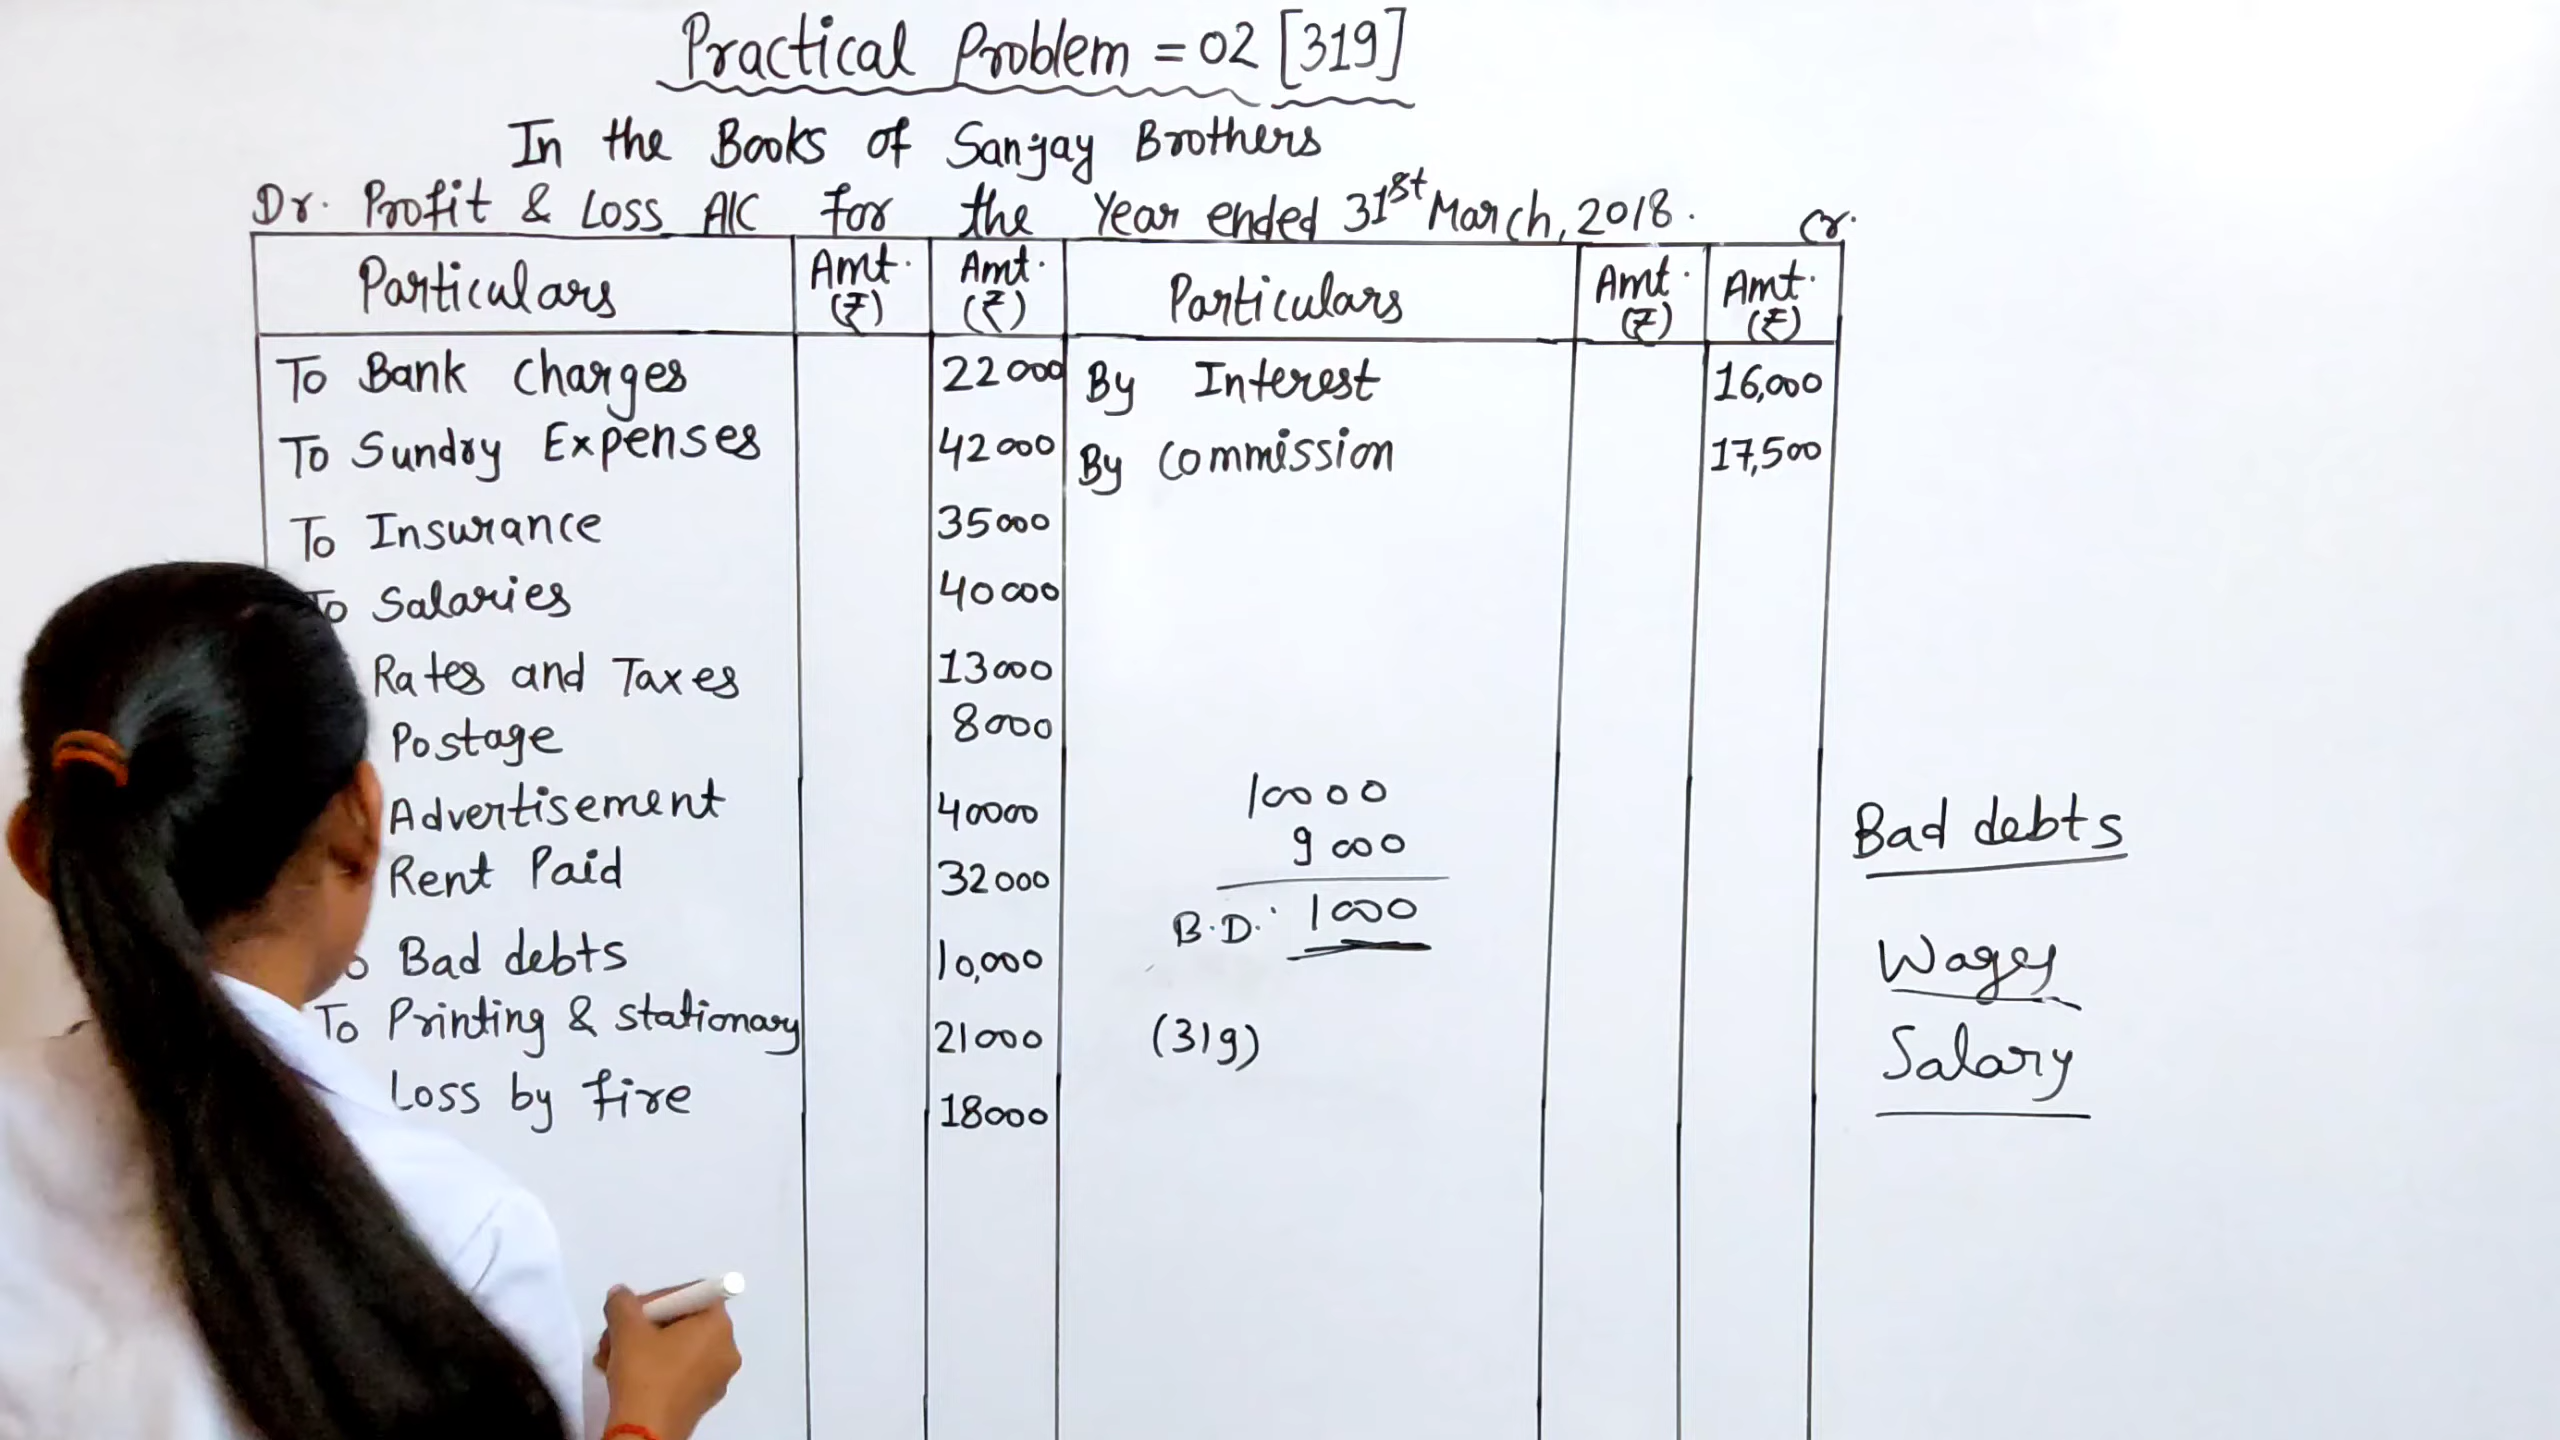 Practical Problem = 02 [319]
In the Books of Sanjay Brothers
Dr. Profit & Loss A/C for the Year ended 31st March, 2018. Cr.
Particulars Amt. (₹) Amt. (₹) Particulars Amt. (₹) Amt. (₹)
To Bank Charges 22000 By Interest 16,000
To Sundry Expenses 42000 By Commission 17,500
To Insurance 35000
To Salaries 40000
Rates and Taxes 13000
Postage 8000
Advertisement 40000
Rent Paid 32000
Bad debts 10,000
To Printing & Stationary 21000
Loss by fire 18000
10000
9000
B.D. 1000
(319)
Bad debts
Wages
Salary